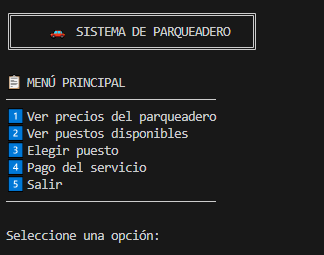 🚗 SISTEMA DE PARQUEADERO
📋 MENÚ PRINCIPAL
1️⃣ Ver precios del parqueadero
2️⃣ Ver puestos disponibles
3️⃣ Elegir puesto
4️⃣ Pago del servicio
5️⃣ Salir
Seleccione una opción: